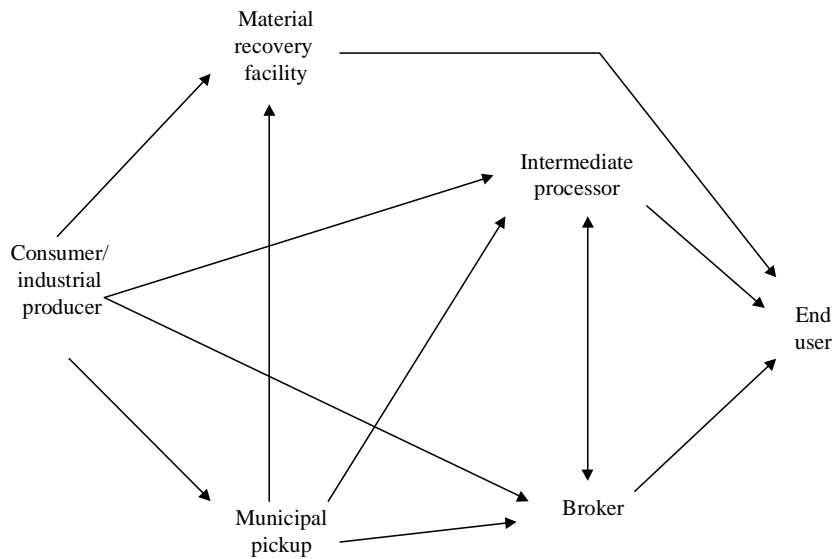 Material
recovery
facility
Intermediate
processor
Consumer/
industrial
producer
End
user
Municipal
pickup
Broker